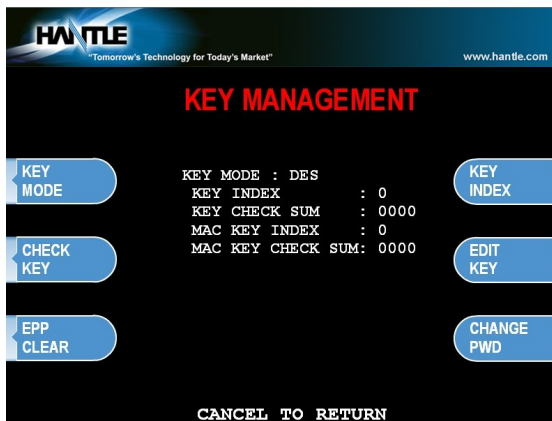 HANTLE
"Tomorrow's Technology for Today's Market"
www.hantle.com
KEY MANAGEMENT
KEY
MODE
KEY MODE : DES
KEY INDEX : 0
KEY CHECK SUM : 0000
MAC KEY INDEX : 0
MAC KEY CHECK SUM: 0000
KEY
INDEX
CHECK
KEY
EDIT
KEY
EPP
CLEAR
CHANGE
PWD
CANCEL TO RETURN